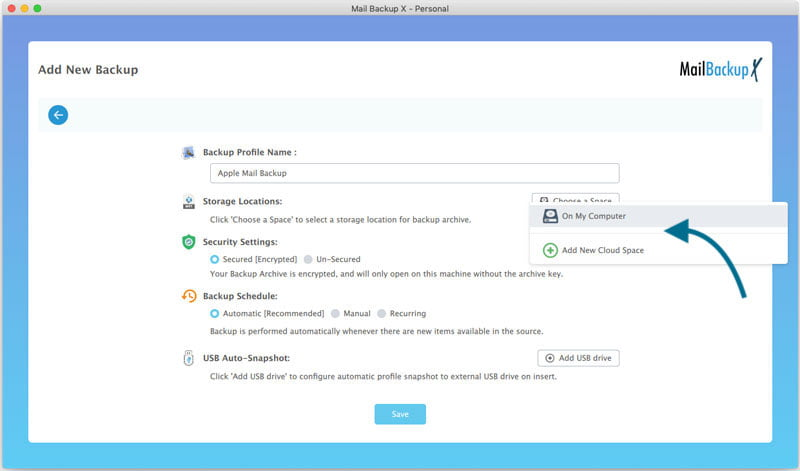 Mail Backup X - Personal
Add New Backup
MailBackupX
Backup Profile Name :
Apple Mail Backup
Storage Locations:
Choose a Space
On My Computer
Click 'Choose a Space' to select a storage location for backup archive.
Security Settings:
Add New Cloud Space
Secured [Encrypted] Un-Secured
Your Backup Archive is encrypted, and will only open on this machine without the archive key.
Backup Schedule:
Automatic [Recommended] Manual Recurring
Backup is performed automatically whenever there are new items available in the source.
USB Auto-Snapshot:
Add USB drive
Click 'Add USB drive' to configure automatic profile snapshot to external USB drive on insert.
Save